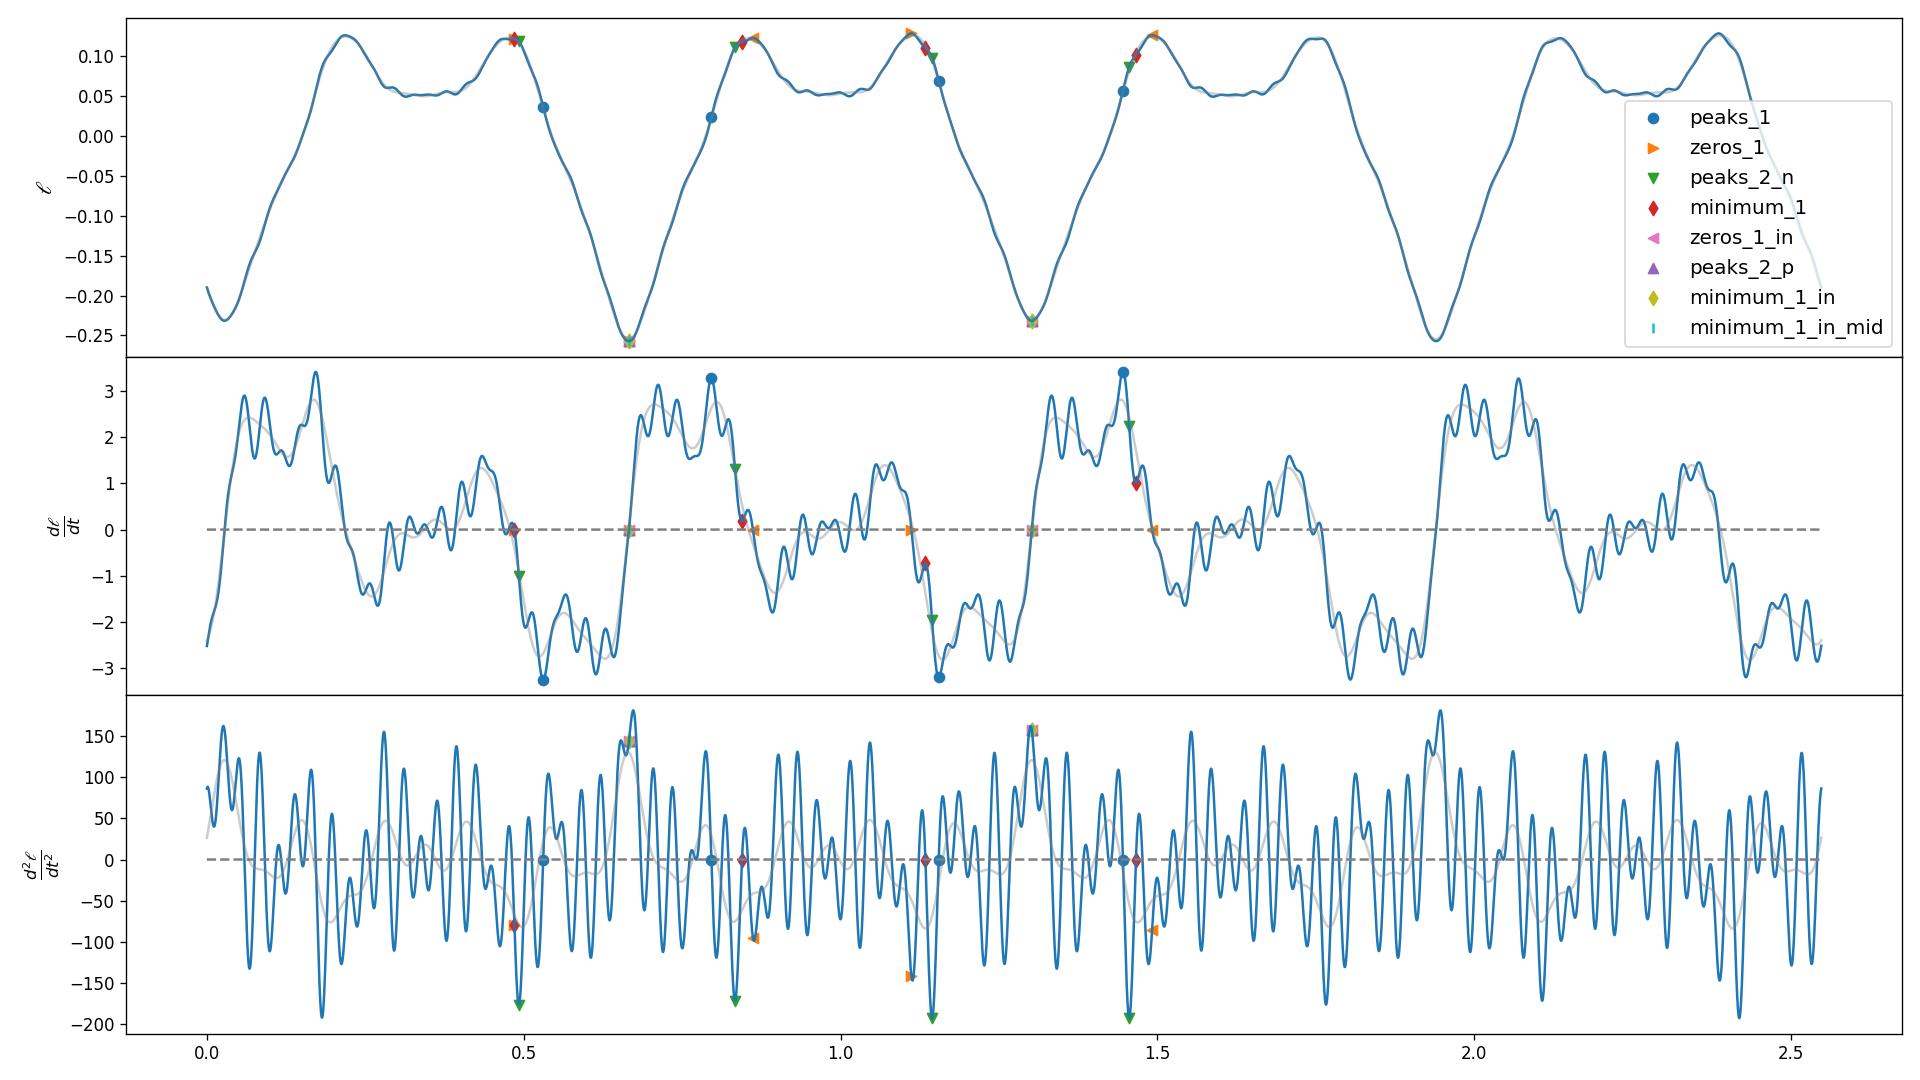 0.10
0.05
0.00
−0.05
−0.10
−0.15
−0.20
−0.25
ℓ
peaks_1
zeros_1
peaks_2_n
minimum_1
zeros_1_in
peaks_2_p
minimum_1_in
minimum_1_in_mid
3
2
1
0
−1
−2
−3
dℓ
dt
150
100
50
0
−50
−100
−150
−200
d²ℓ
dt²
0.0 0.5 1.0 1.5 2.0 2.5